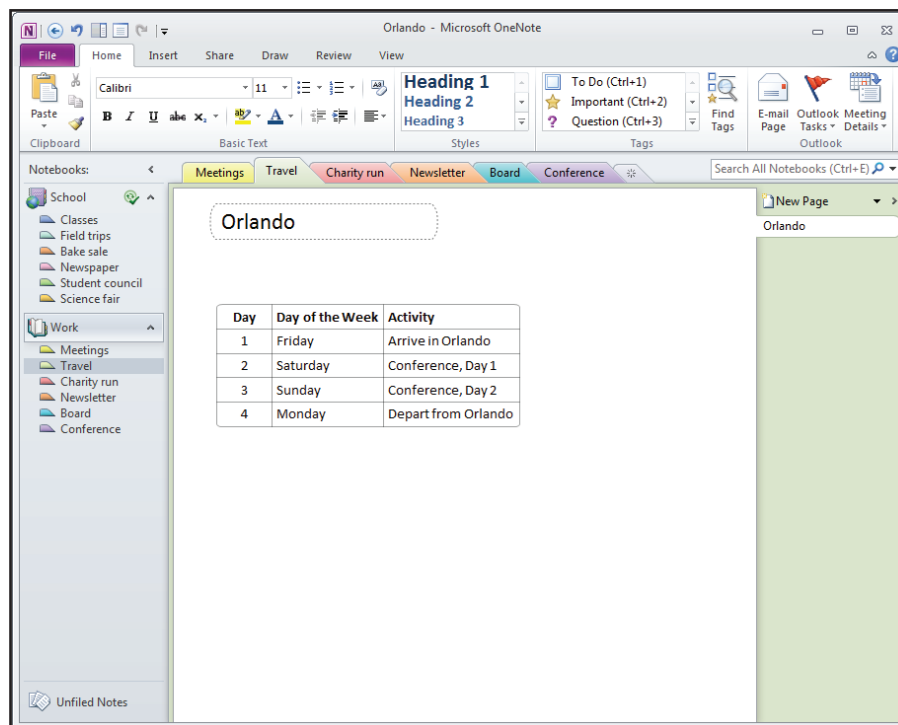 Orlando - Microsoft OneNote
File Home Insert Share Draw Review View
Paste
Calibri 11
B I U abc x₂ ab A
Heading 1
Heading 2
Heading 3
To Do (Ctrl+1)
Important (Ctrl+2)
? Question (Ctrl+3)
Find
Tags
E-mail
Page
Outlook
Tasks
Meeting
Details
Clipboard Basic Text Styles Tags Outlook
Notebooks:
Meetings Travel Charity run Newsletter Board Conference
Search All Notebooks (Ctrl+E)
School
Classes
Field trips
Bake sale
Newspaper
Student council
Science fair
Work
Meetings
Travel
Charity run
Newsletter
Board
Conference
Unfiled Notes
Orlando
Day Day of the Week Activity
1 Friday Arrive in Orlando
2 Saturday Conference, Day 1
3 Sunday Conference, Day 2
4 Monday Depart from Orlando
New Page
Orlando